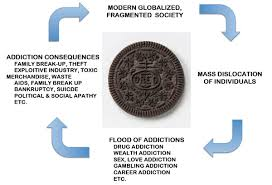 MODERN GLOBALIZED,
FRAGMENTED SOCIETY
ADDICTION CONSEQUENCES
FAMILY BREAK-UP, THEFT
EXPLOITIVE INDUSTRY, TOXIC
MERCHANDISE, WASTE
AIDS, FAMILY BREAK UP
BANKRUPTCY, SUICDE
POLITICAL & SOCIAL APATHY
ETC.
MASS DISLOCATION
OF INDIVIDUALS
FLOOD OF ADDICTIONS
DRUG ADDICTION
WEALTH ADDICTION
SEX, LOVE ADDICTION
GAMBLING ADDICTION
CAREER ADDICTION
ETC.